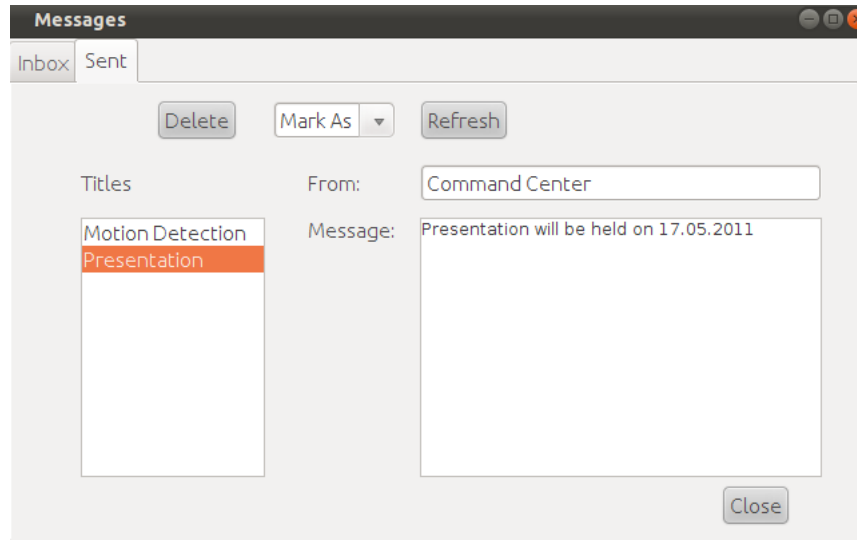 Messages
Inbox Sent
Delete Mark As Refresh
Titles From: Command Center
Motion Detection Message: Presentation will be held on 17.05.2011
Presentation
Close